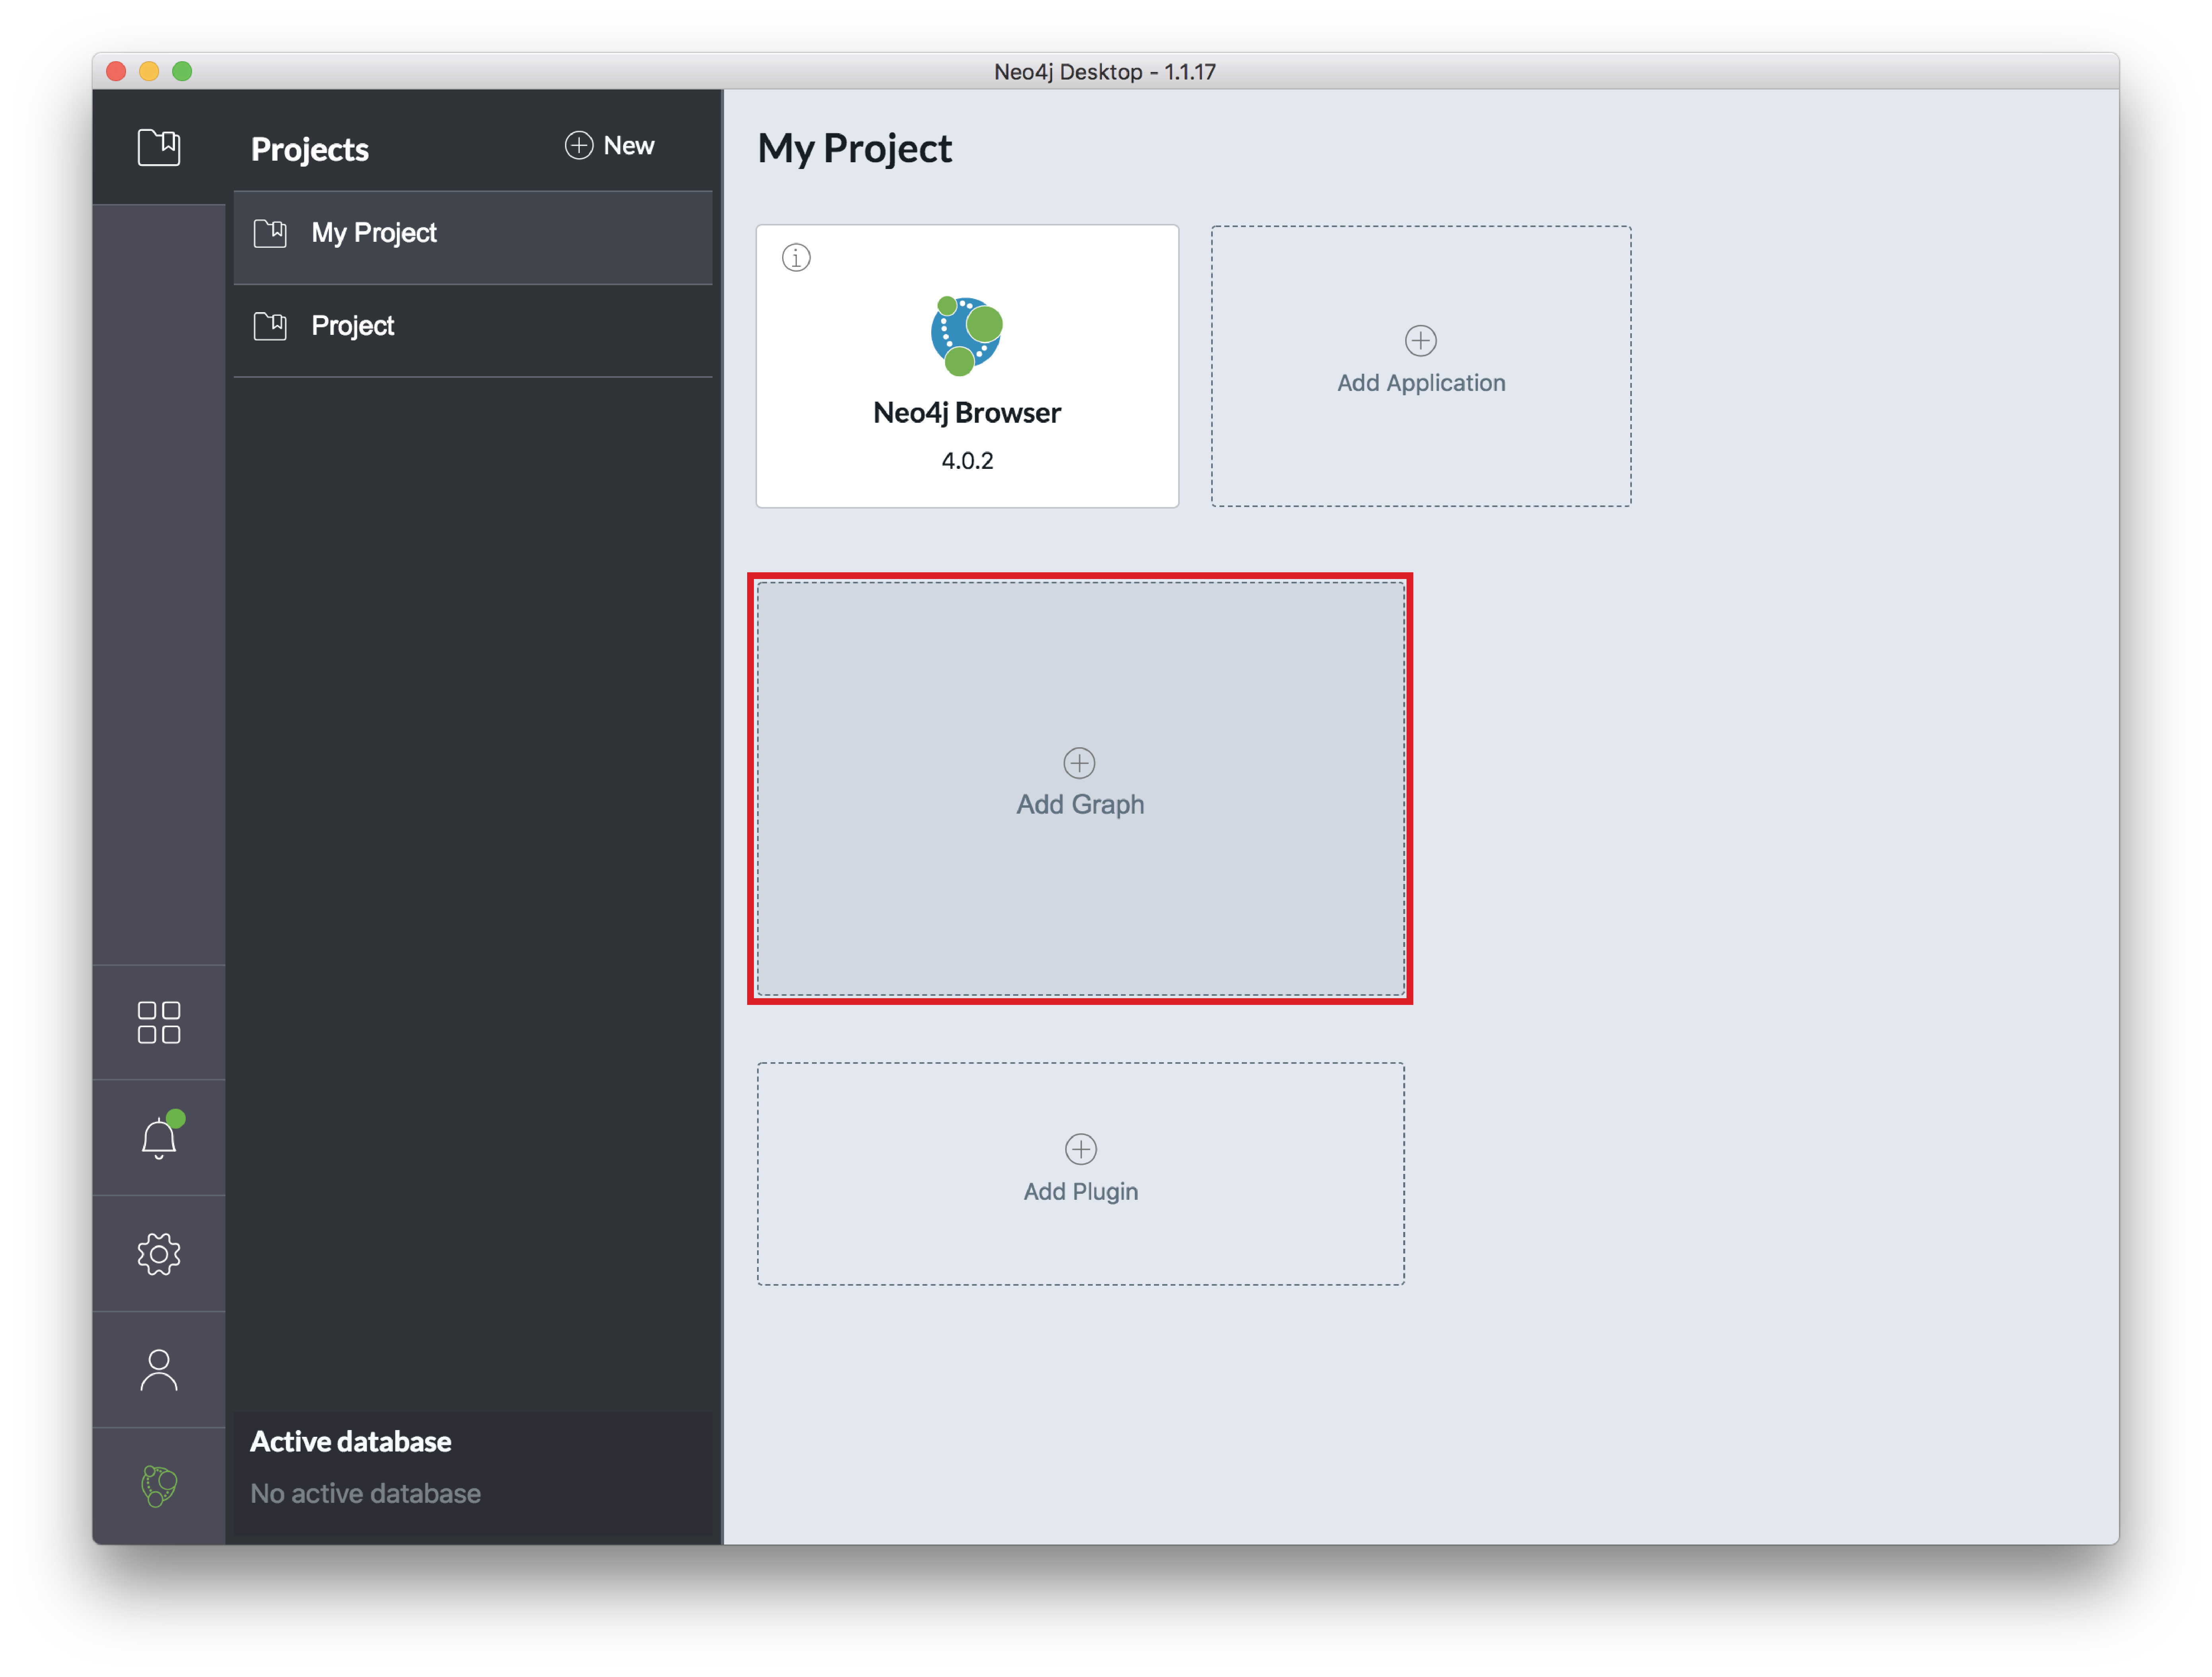 Neo4j Desktop - 1.1.17
Projects
New
My Project
Project
Active database
No active database
My Project
Neo4j Browser
4.0.2
Add Application
Add Graph
Add Plugin